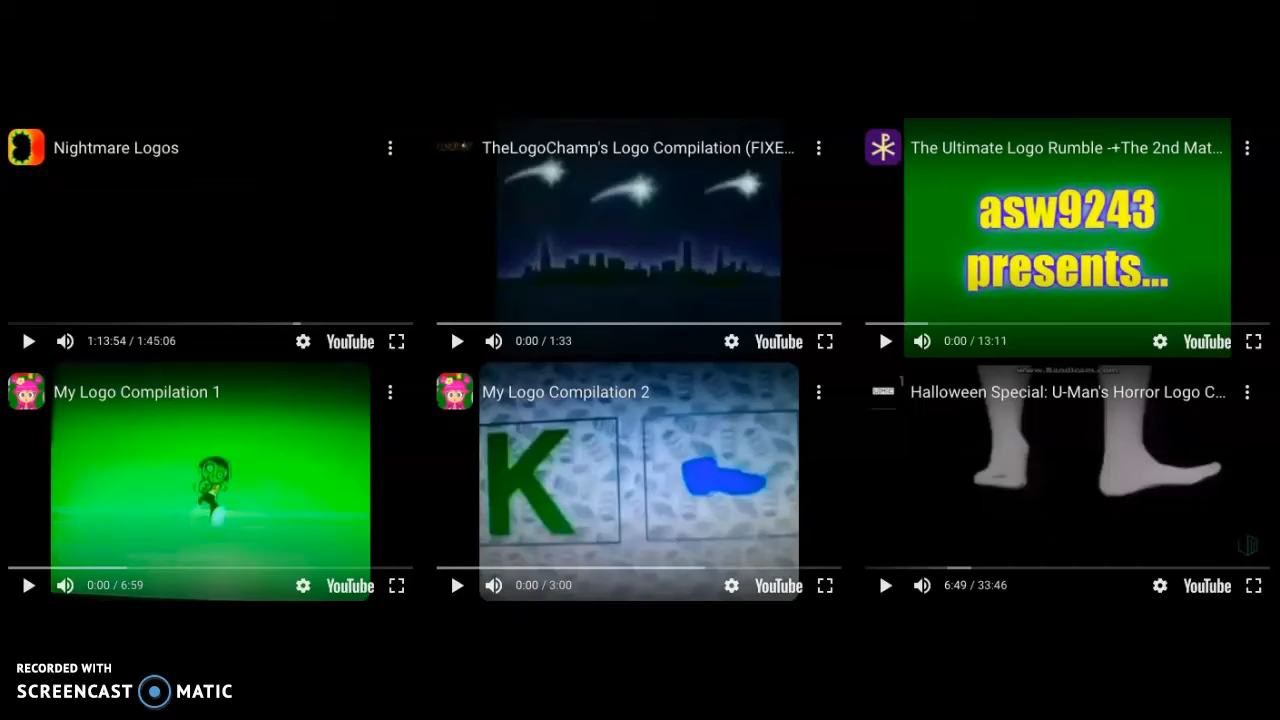 Nightmare Logos
TheLogoChamp's Logo Compilation (FIXE...
The Ultimate Logo Rumble -+The 2nd Mat...
asw9243
presents...
1:13:54 / 1:45:06
YouTube
0:00 / 1:33
YouTube
0:00 / 13:11
YouTube
www.Bandicam.com
My Logo Compilation 1
My Logo Compilation 2
Halloween Special: U-Man's Horror Logo C...
K
0:00 / 6:59
YouTube
0:00 / 3:00
YouTube
6:49 / 33:46
YouTube
RECORDED WITH
SCREENCAST MATIC